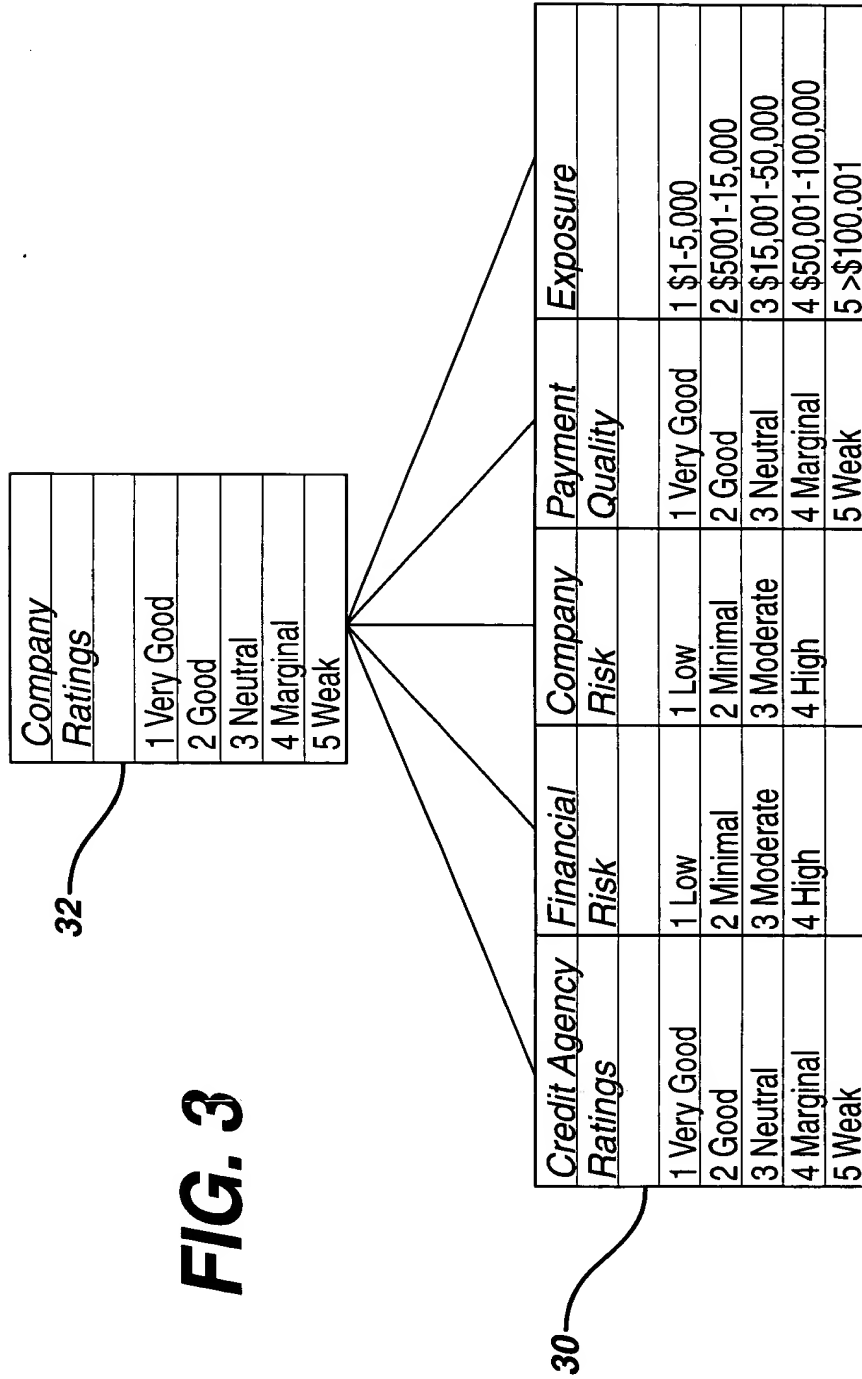 FIG. 3
32
Company
Ratings
1 Very Good
2 Good
3 Neutral
4 Marginal
5 Weak
30
Credit Agency
Ratings
1 Very Good
2 Good
3 Neutral
4 Marginal
5 Weak
Financial
Risk
1 Low
2 Minimal
3 Moderate
4 High
Company
Risk
1 Low
2 Minimal
3 Moderate
4 High
Payment
Quality
1 Very Good
2 Good
3 Neutral
4 Marginal
5 Weak
Exposure
1 $1-5,000
2 $5001-15,000
3 $15,001-50,000
4 $50,001-100,000
5 >$100,001